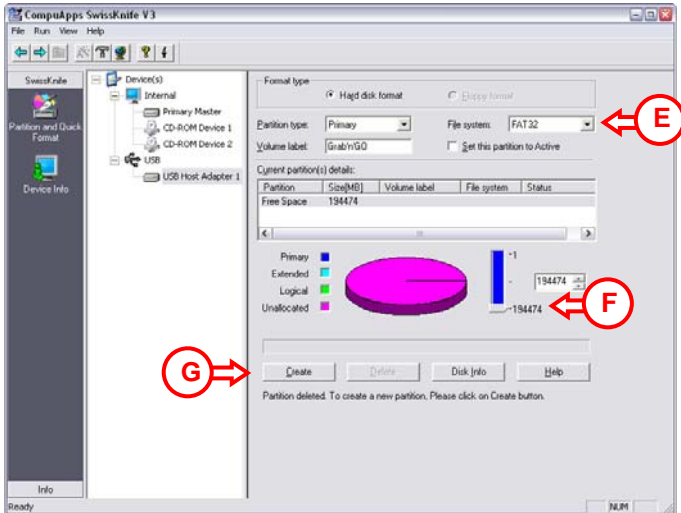 CompuApps SwissKnife V3
File Run View Help
SwissKnife
Partition and Quick
Format
Device Info
Info
Device(s)
Internal
Primary Master
CD-ROM Device 1
CD-ROM Device 2
USB
USB Host Adapter 1
Format type
Hard disk format
Floppy format
Partition type: Primary
File system: FAT32
E
Volume label: Grab'n'GO
Set this partition to Active
Current partition(s) details:
Partition Size[MB] Volume label File system Status
Free Space 194474
Primary
Extended
Logical
Unallocated
1
194474
194474
F
G
Create Delete Disk Info Help
Partition deleted. To create a new partition, Please click on Create button.
Ready NUM